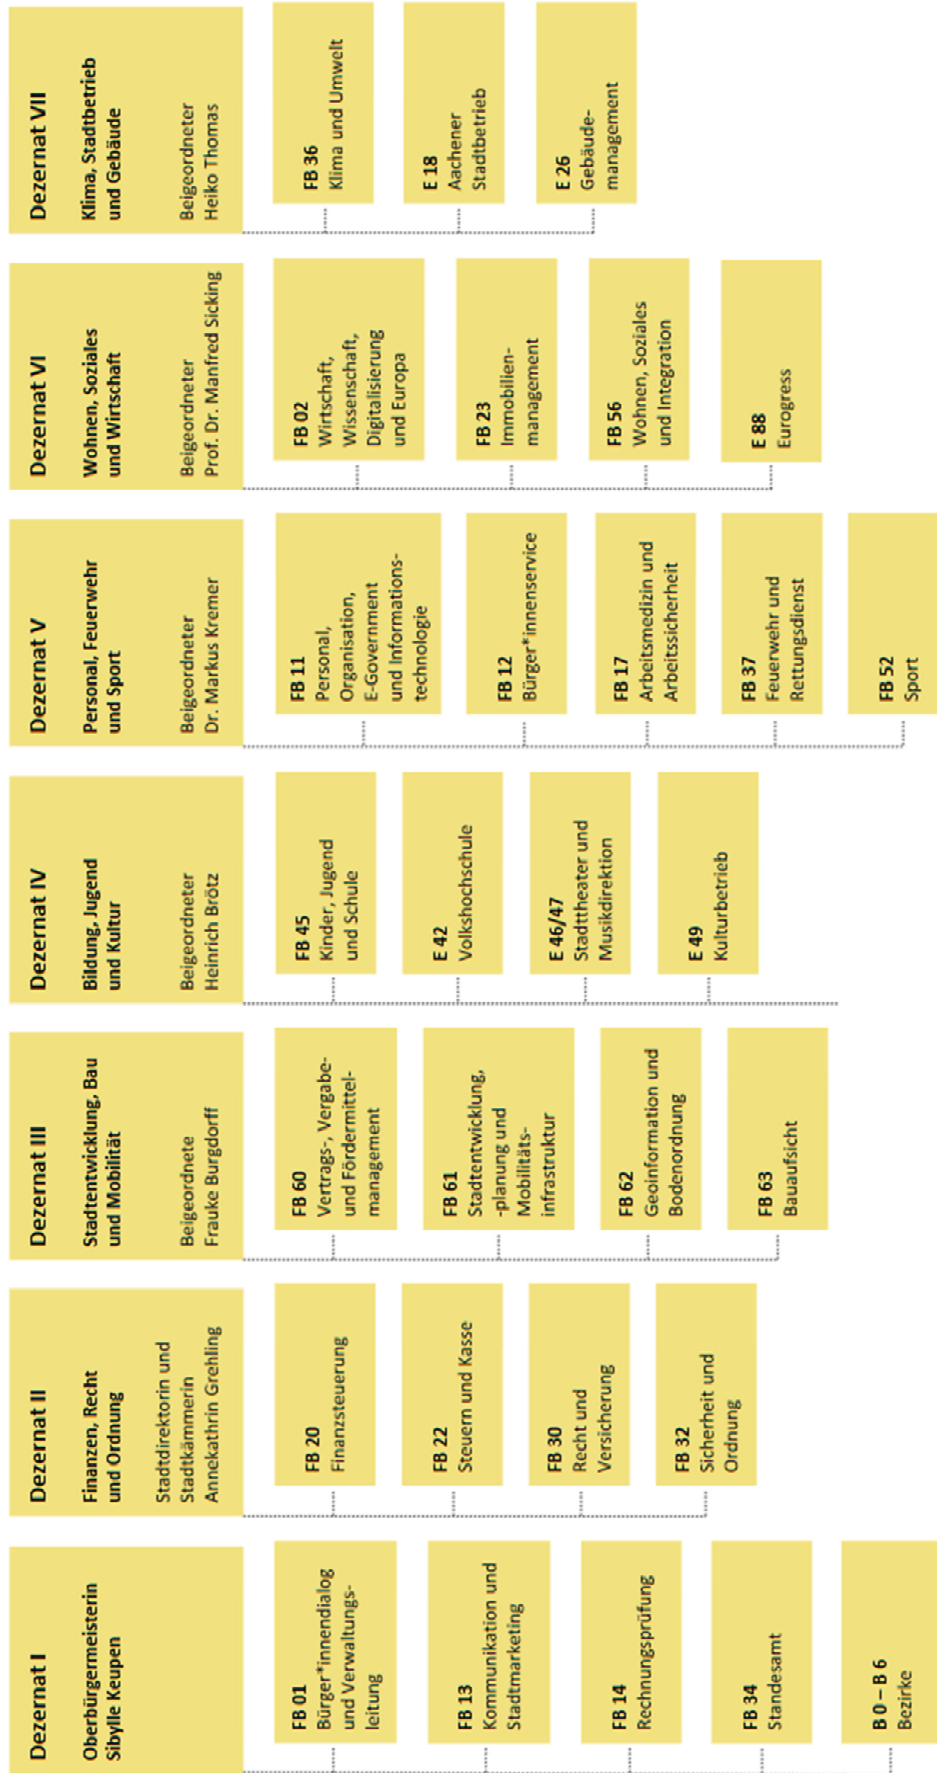 Dezernat I
Oberbürgermeisterin
Sibylle Keupen
FB 01
Bürger*innendialog
und Verwaltungs-
leitung
FB 13
Kommunikation und
Stadtmarketing
FB 14
Rechnungsprüfung
FB 34
Standesamt
B 0 – B 6
Bezirke
Dezernat II
Finanzen, Recht
und Ordnung
Stadtdirektorin und
Stadtkämmerin
Annekathrin Grehling
FB 20
Finanzsteuerung
FB 22
Steuern und Kasse
FB 30
Recht und
Versicherung
FB 32
Sicherheit und
Ordnung
Dezernat III
Stadtentwicklung, Bau
und Mobilität
Beigeordnete
Frauke Burgdorff
FB 60
Vertrags-, Vergabe-
und Fördermittel-
management
FB 61
Stadtentwicklung,
-planung und
Mobilitäts-
infrastruktur
FB 62
Geoinformation und
Bodenordnung
FB 63
Bauaufsicht
Dezernat IV
Bildung, Jugend
und Kultur
Beigeordneter
Heinrich Brötz
FB 45
Kinder, Jugend
und Schule
E 42
Volkshochschule
E 46/47
Stadttheater und
Musikdirektion
E 49
Kulturbetrieb
Dezernat V
Personal, Feuerwehr
und Sport
Beigeordneter
Dr. Markus Kremer
FB 11
Personal,
Organisation,
E-Government
und Informations-
technologie
FB 12
Bürger*innenservice
FB 17
Arbeitsmedizin und
Arbeitssicherheit
FB 37
Feuerwehr und
Rettungsdienst
FB 52
Sport
Dezernat VI
Wohnen, Soziales
und Wirtschaft
Beigeordneter
Prof. Dr. Manfred Sicking
FB 02
Wirtschaft,
Wissenschaft,
Digitalisierung
und Europa
FB 23
Immobilien-
management
FB 56
Wohnen, Soziales
und Integration
E 88
Eurogress
Dezernat VII
Klima, Stadtbetrieb
und Gebäude
Beigeordneter
Heiko Thomas
FB 36
Klima und Umwelt
E 18
Aachener
Stadtbetrieb
E 26
Gebäude-
management